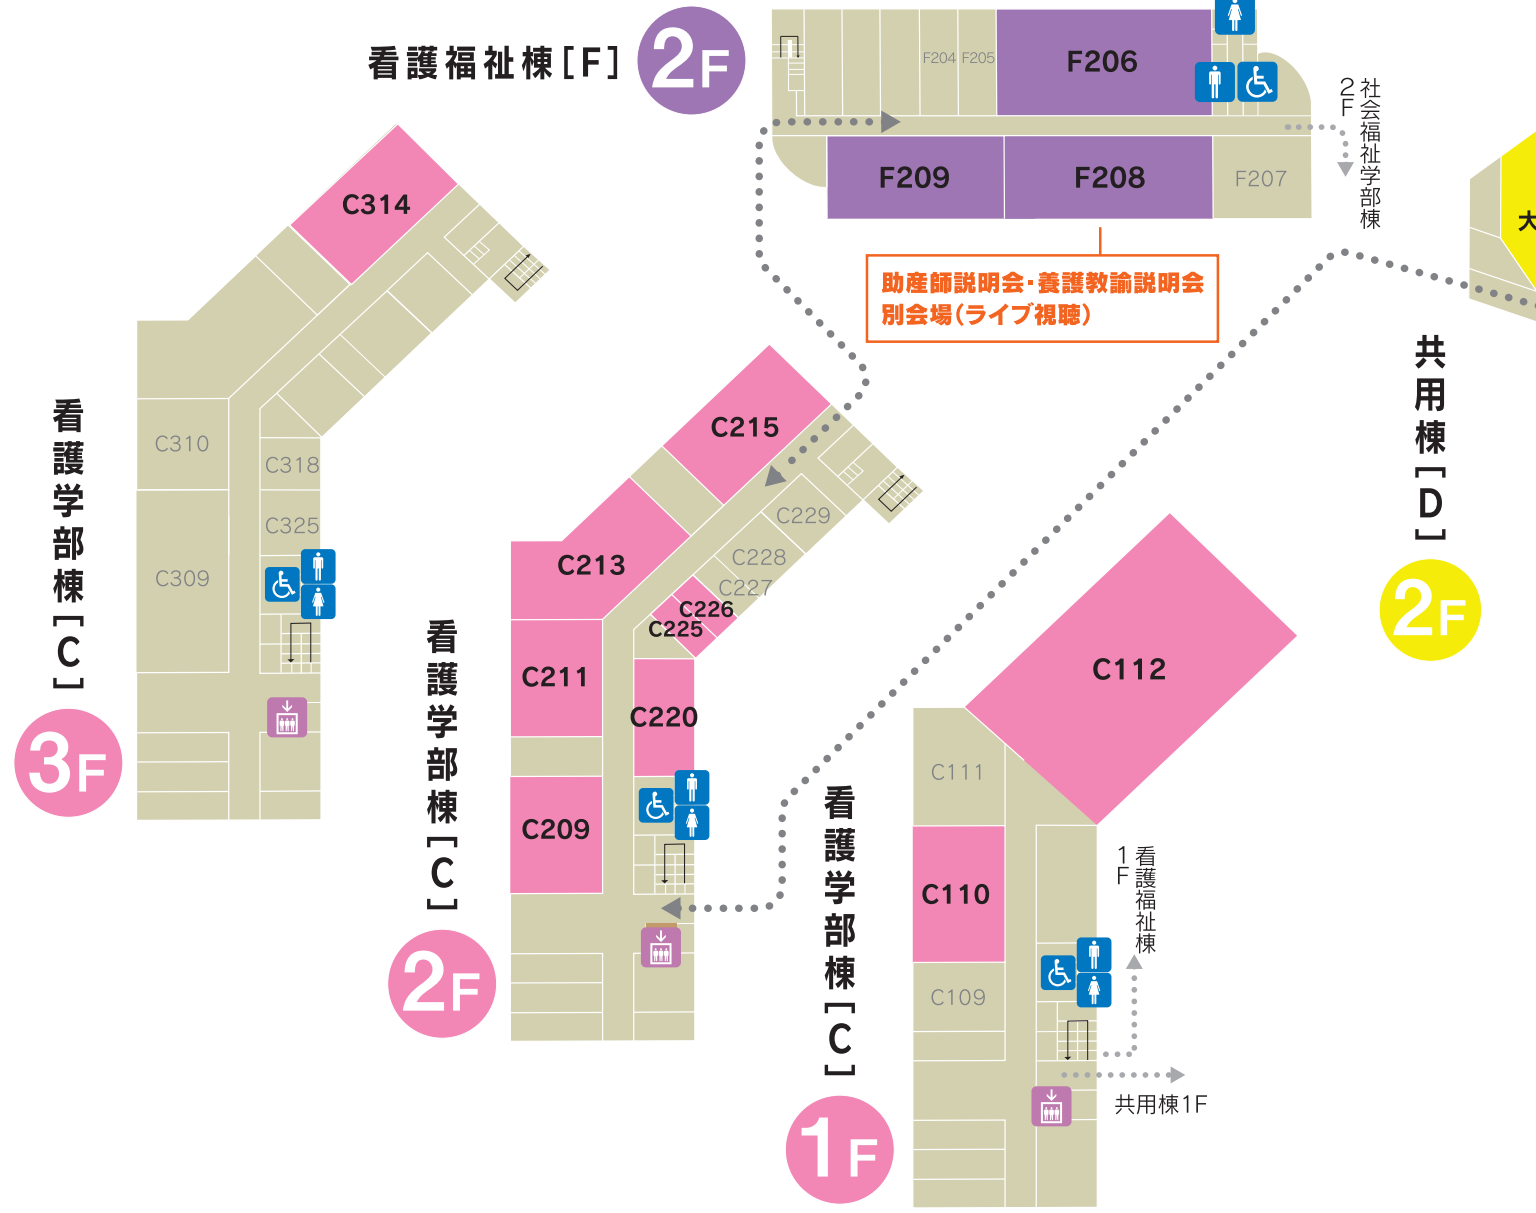 看護福祉棟[F]
2F
F204
F205
F206
F209
F208
F207
2F
社会福祉学部棟
助産師説明会・養護教諭説明会
別会場(ライブ視聴)
大
共用棟[D]
2F
看護学部棟[C]
3F
C314
C310
C318
C325
C309
看護学部棟[C]
2F
C215
C213
C229
C228
C227
C226
C225
C211
C220
C209
看護学部棟[C]
1F
C112
C111
C110
C109
1F
看護福祉棟
共用棟1F